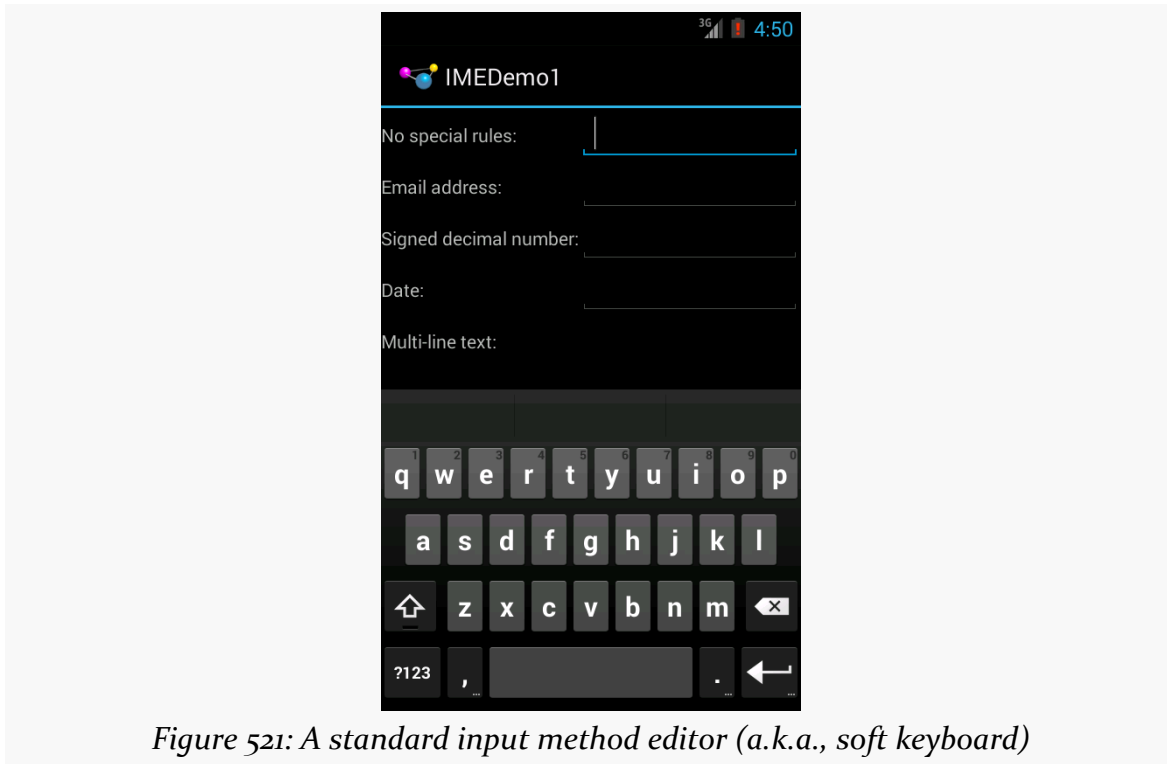 3G 4:50
IMEDemo1
No special rules:
Email address:
Signed decimal number:
Date:
Multi-line text:
1 2 3 4 5 6 7 8 9 0
q w e r t y u i o p
a s d f g h j k l
z x c v b n m
?123 , ... . ... ...
Figure 521: A standard input method editor (a.k.a., soft keyboard)